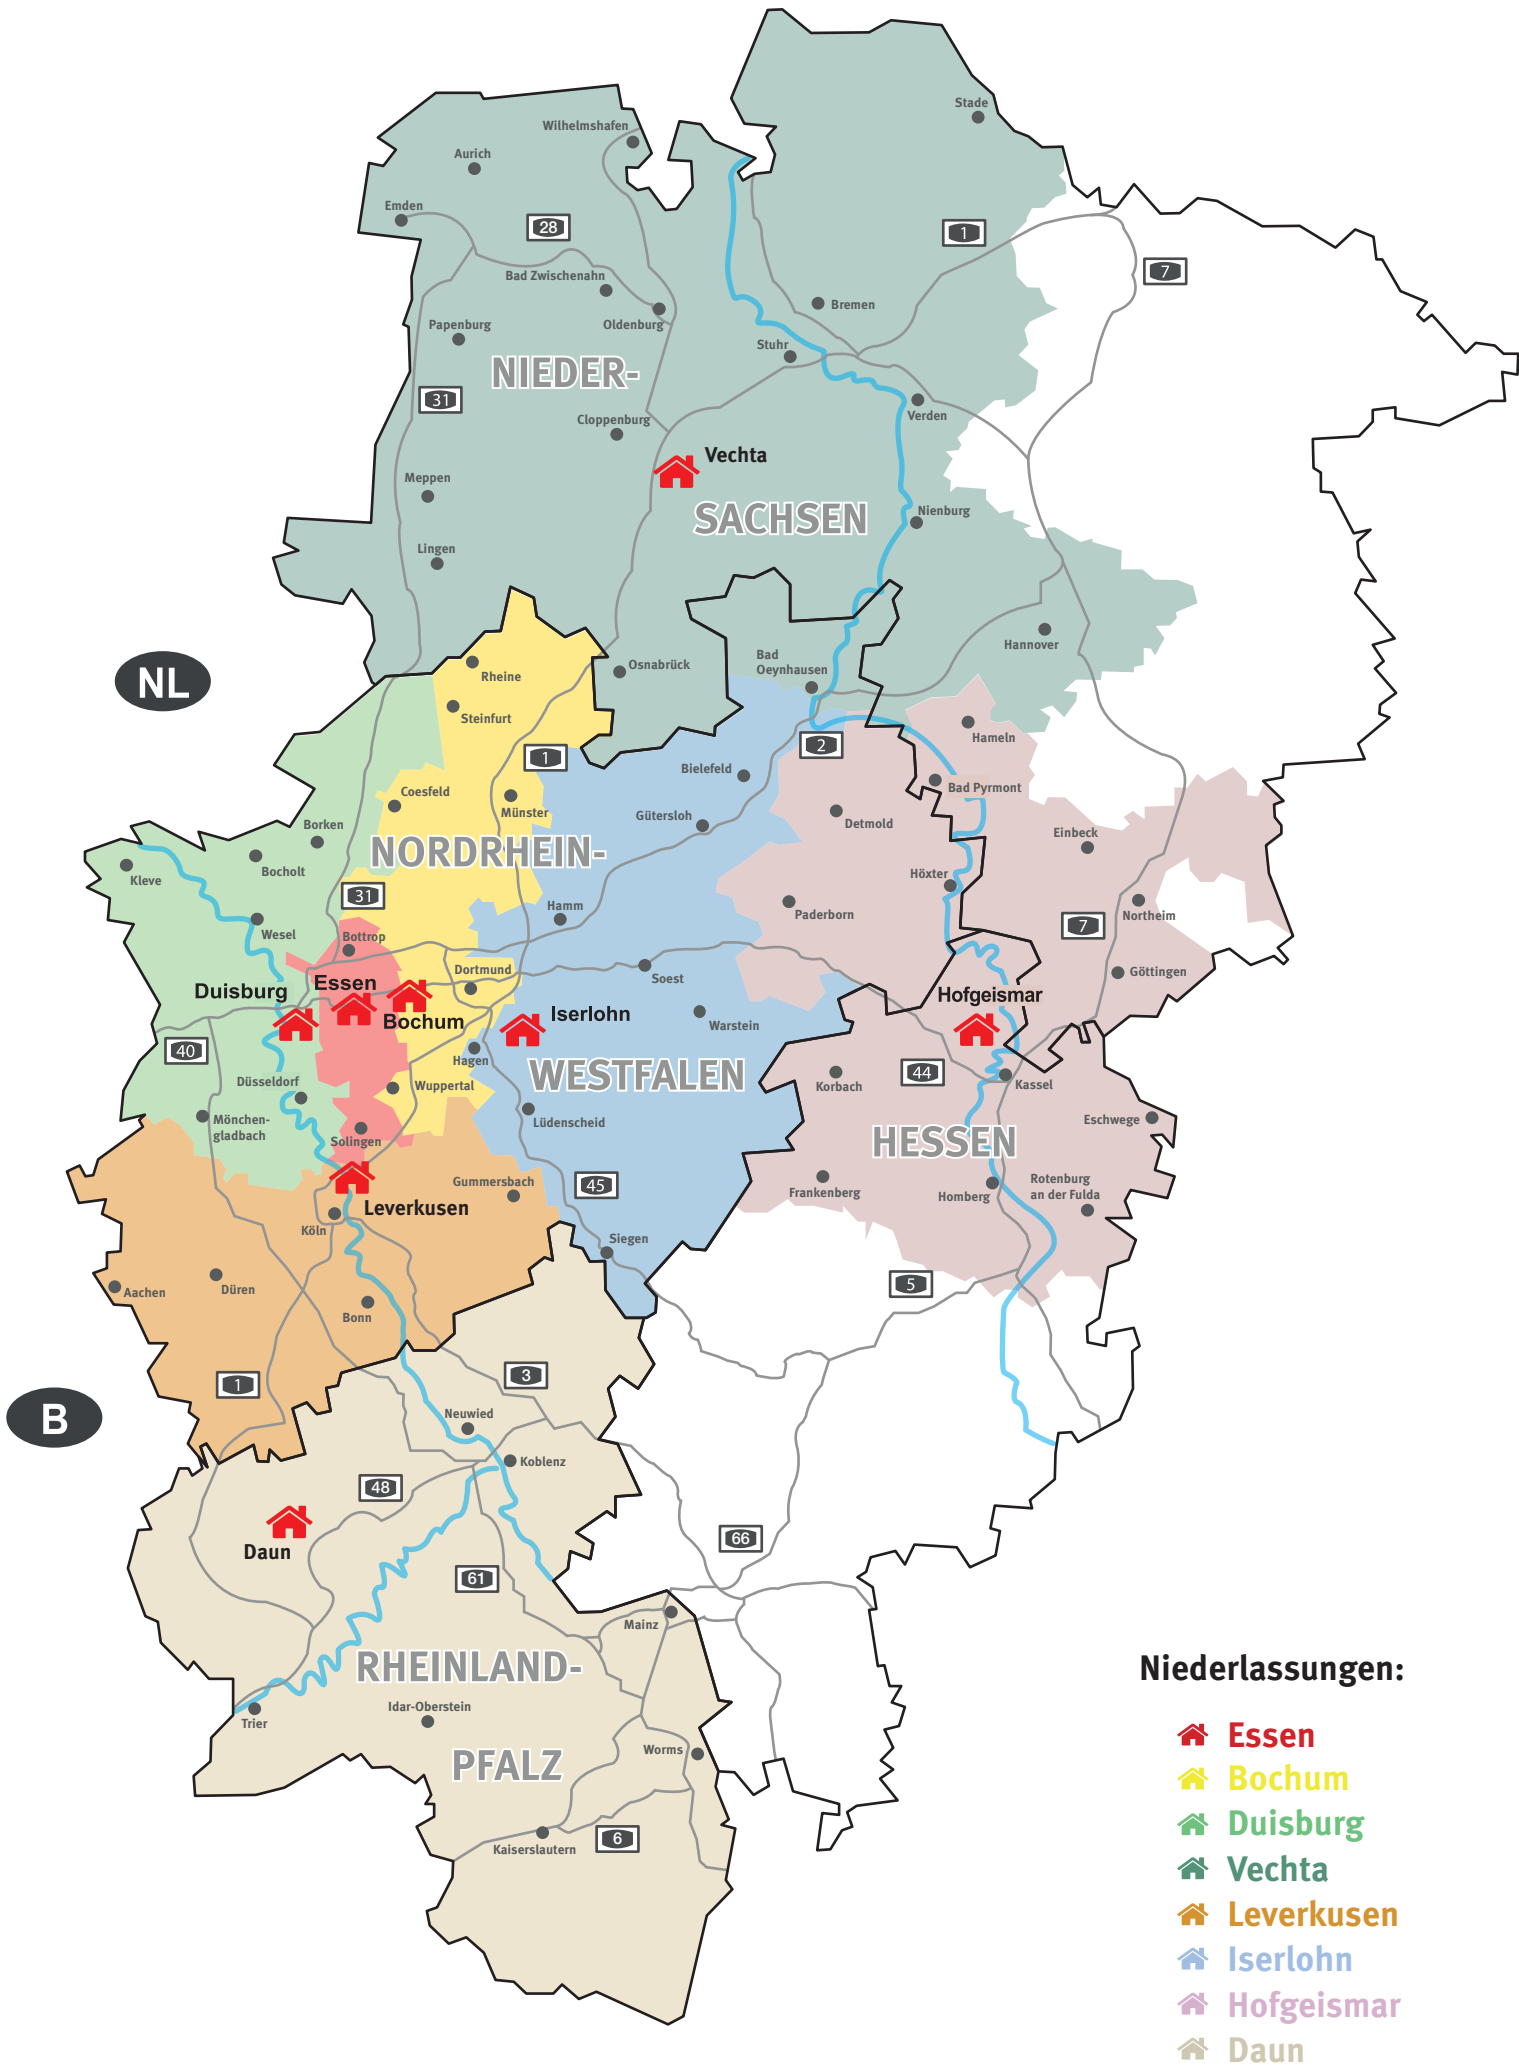 Stade
Wilhelmshafen
Aurich
Emden
28
1
7
Bad Zwischenahn
Bremen
Oldenburg
Papenburg
Stuhr
NIEDER-
31
Verden
Cloppenburg
Vechta
Meppen
SACHSEN
Nienburg
Lingen
Hannover
Bad
Oeynhausen
Osnabrück
NL
Rheine
Steinfurt
Hameln
2
1
Bielefeld
Bad Pyrmont
Coesfeld
Münster
Gütersloh
Detmold
Borken
Einbeck
NORDRHEIN-
Bocholt
Kleve
Höxter
31
Hamm
Paderborn
Northeim
7
Wesel
Bottrop
Dortmund
Soest
Göttingen
Essen
Duisburg
Hofgeismar
Bochum
Iserlohn
Warstein
40
Hagen
WESTFALEN
44
Düsseldorf
Wuppertal
Korbach
Kassel
Mönchen-
gladbach
Lüdenscheid
Eschwege
Solingen
HESSEN
Gummersbach
45
Rotenburg
an der Fulda
Frankenberg
Homberg
Leverkusen
Köln
Siegen
Aachen
Düren
5
Bonn
1
3
B
Neuwied
Koblenz
48
66
Daun
61
Mainz
RHEINLAND-
Idar-Oberstein
Trier
Worms
PFALZ
6
Kaiserslautern
Niederlassungen:
Essen
Bochum
Duisburg
Vechta
Leverkusen
Iserlohn
Hofgeismar
Daun